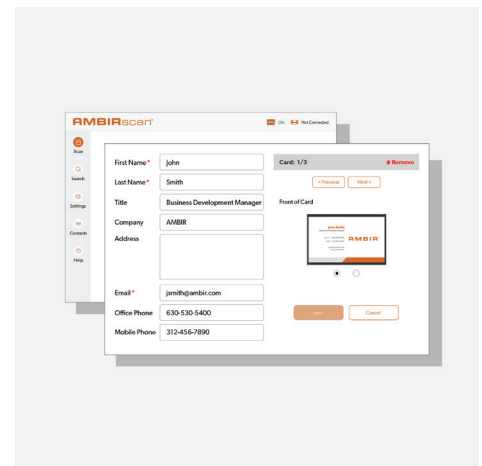 AMBIRscan
ON
Not Connected
Scan
Search
Settings
Contacts
Help
First Name*
John
Last Name*
Smith
Title
Business Development Manager
Company
AMBIR
Address
Email*
jsmith@ambir.com
Office Phone
630-530-5400
Mobile Phone
312-456-7890
Card: 1/3
Remove
< Previous
Next >
Front of Card
John Smith
AMBIR
Cancel